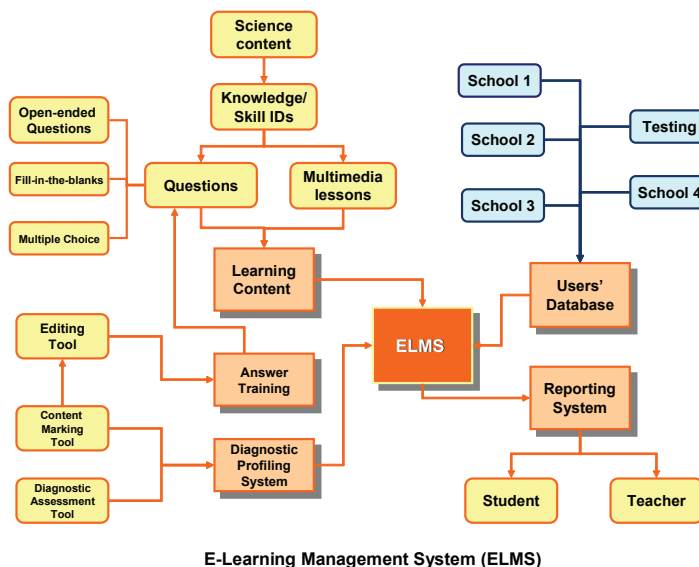 Science
content
Knowledge/
Skill IDs
Open-ended
Questions
Fill-in-the-blanks
Multiple Choice
Questions
Multimedia
lessons
School 1
School 2
School 3
Testing
School 4
Learning
Content
Users'
Database
Editing
Tool
ELMS
Answer
Training
Reporting
System
Content
Marking
Tool
Diagnostic
Profiling
System
Diagnostic
Assessment
Tool
Student
Teacher
E-Learning Management System (ELMS)